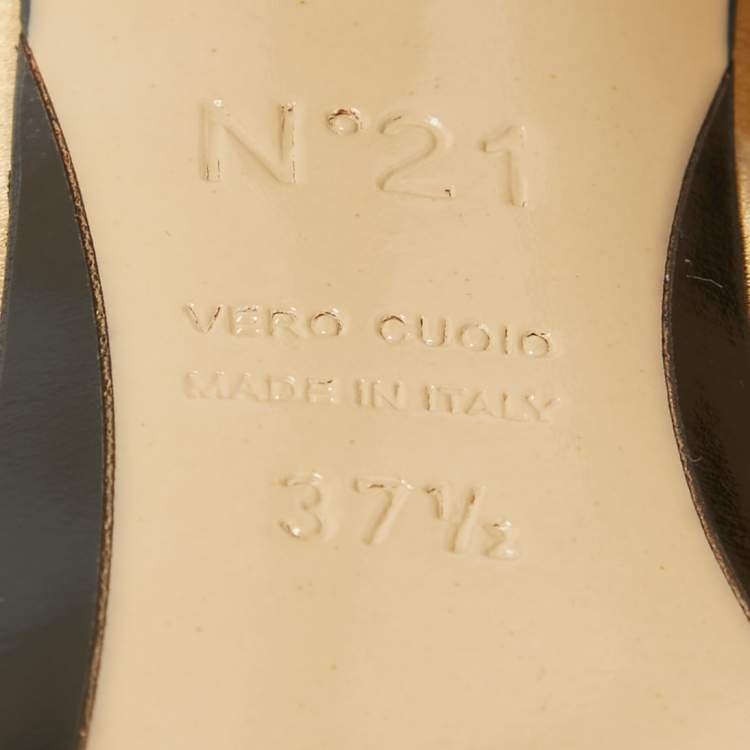 N°21
VERO CUOIO
MADE IN ITALY
37½